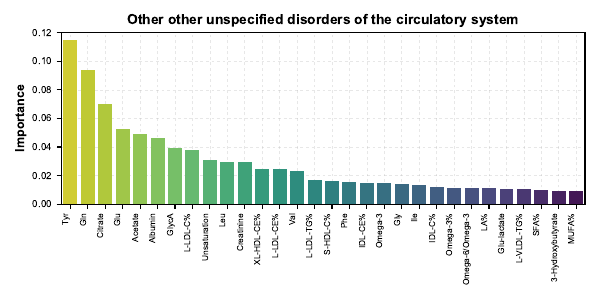 Other other unspecified disorders of the circulatory system
Importance
0.12
0.10
0.08
0.06
0.04
0.02
0.00
Tyr
Gln
Citrate
Glu
Acetate
Albumin
GlycA
L-LDL-C%
Unsaturation
Leu
Creatinine
XL-HDL-CE%
L-LDL-CE%
Val
L-LDL-TG%
S-HDL-C%
Phe
IDL-CE%
Omega-3
Gly
Ile
IDL-C%
Omega-3%
Omega-6/Omega-3
LA%
Glu-lactate
L-VLDL-TG%
SFA%
3-Hydroxybutyrate
MUFA%